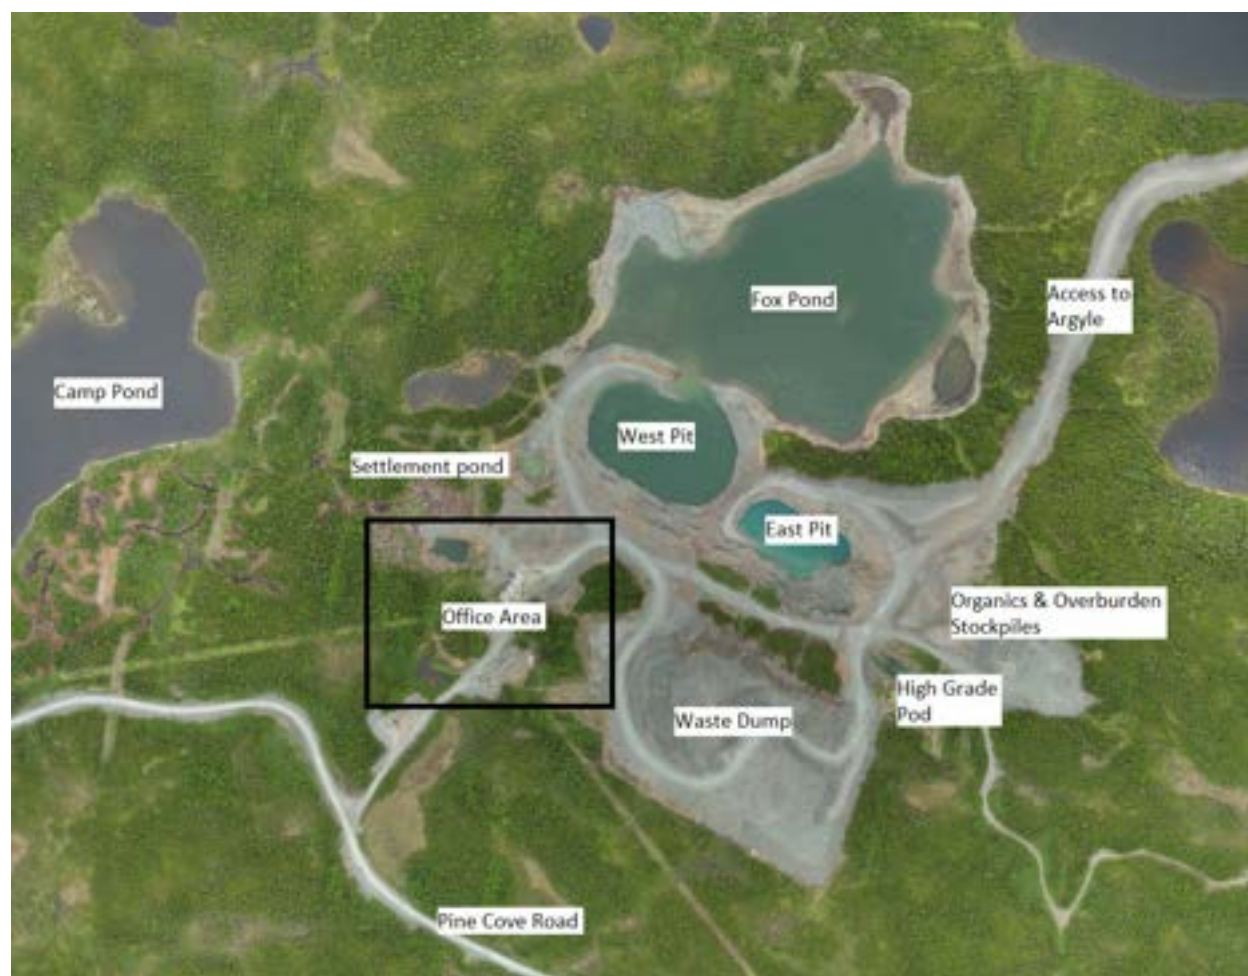 Fox Pond
Access to
Argyle
Camp Pond
West Pit
Settlement pond
East Pit
Office Area
Organics & Overburden
Stockpiles
High Grade
Pod
Waste Dump
Pine Cove Road